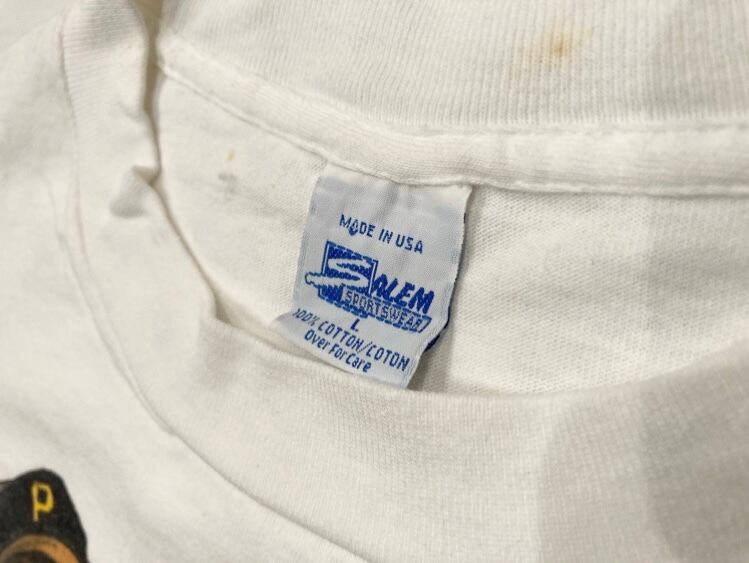 MADE IN USA
SALEM
SPORTSWEAR
L
100% COTTON/COTON
Over For Care
P